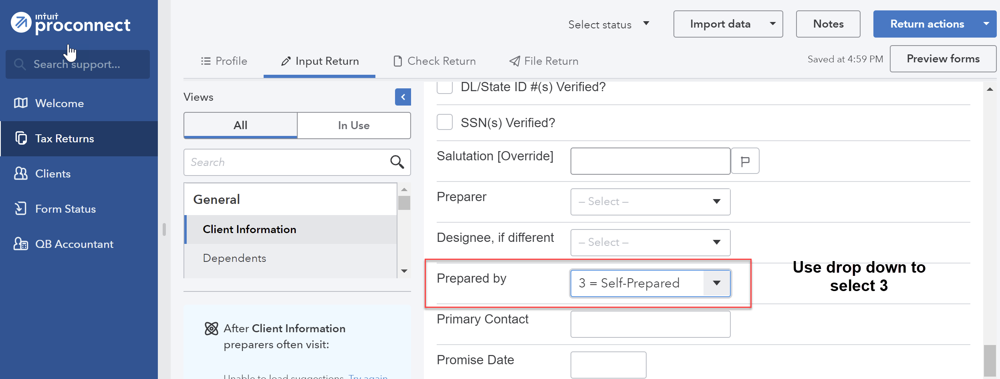 intuit
proconnect
Search support...
Welcome
Tax Returns
Clients
Form Status
QB Accountant
Select status
Import data
Notes
Return actions
Profile
Input Return
Check Return
File Return
Saved at 4:59 PM
Preview forms
Views
All
In Use
Search
General
Client Information
Dependents
After Client Information
preparers often visit:
Unable to load suggestions. Try again
DL/State ID #(s) Verified?
SSN(s) Verified?
Salutation [Override]
Preparer
– Select –
Designee, if different
– Select –
Prepared by
3 = Self-Prepared
Use drop down to
select 3
Primary Contact
Promise Date